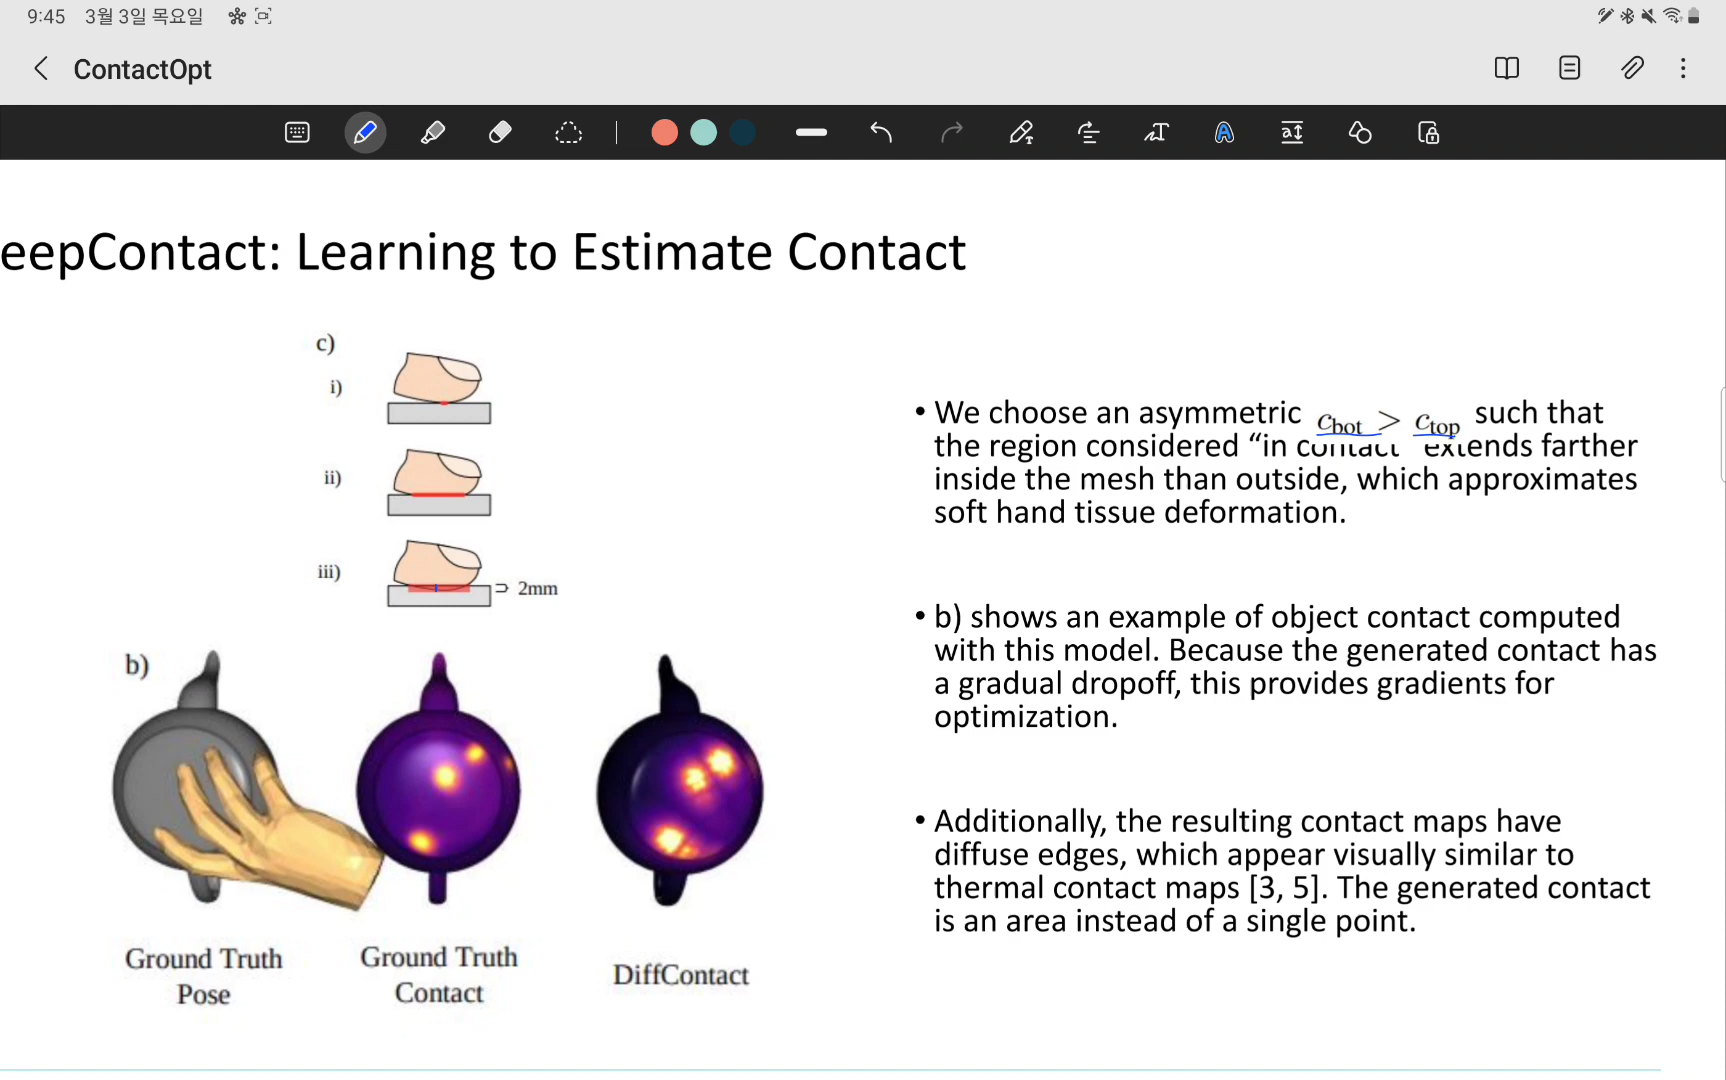 9:45 3월 3일 목요일
ContactOpt
eepContact: Learning to Estimate Contact
c)
i)
ii)
iii)
2mm
b)
Ground Truth
Pose
Ground Truth
Contact
DiffContact
• We choose an asymmetric c_bot > c_top such that
the region considered “in contact” extends farther
inside the mesh than outside, which approximates
soft hand tissue deformation.
• b) shows an example of object contact computed
with this model. Because the generated contact has
a gradual dropoff, this provides gradients for
optimization.
• Additionally, the resulting contact maps have
diffuse edges, which appear visually similar to
thermal contact maps [3, 5]. The generated contact
is an area instead of a single point.